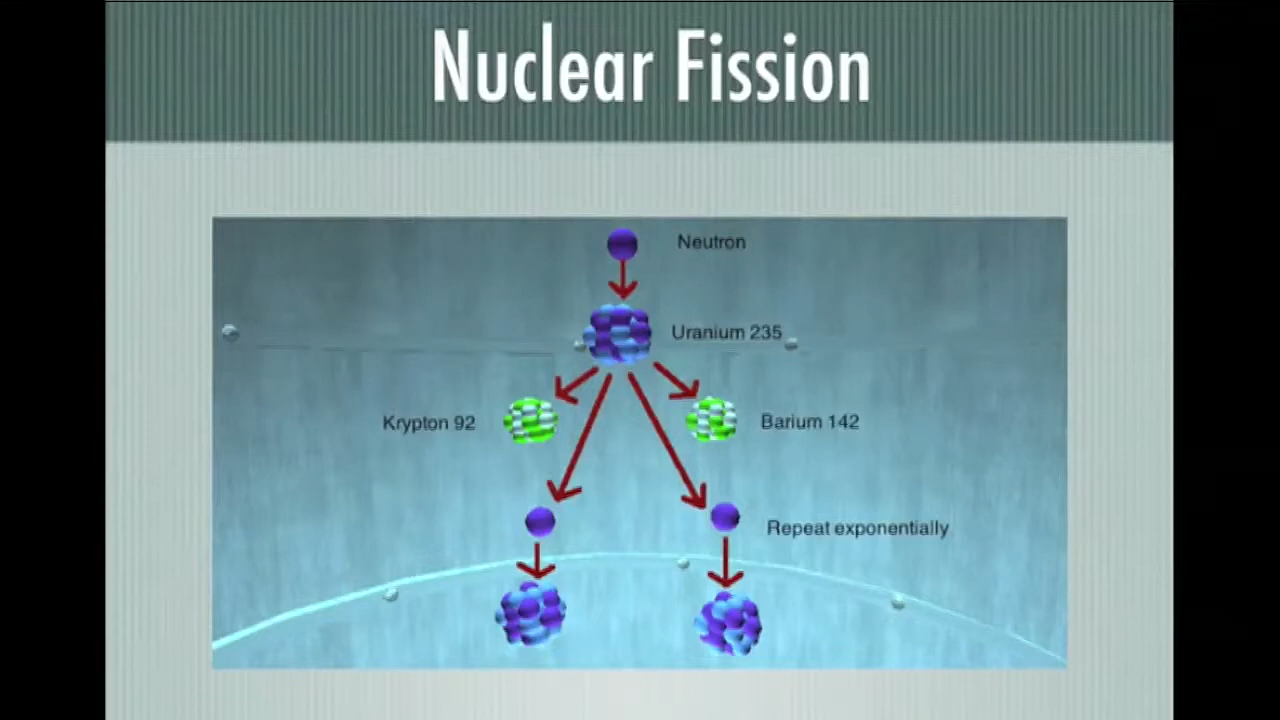 Nuclear Fission
Neutron
Uranium 235
Krypton 92
Barium 142
Repeat exponentially